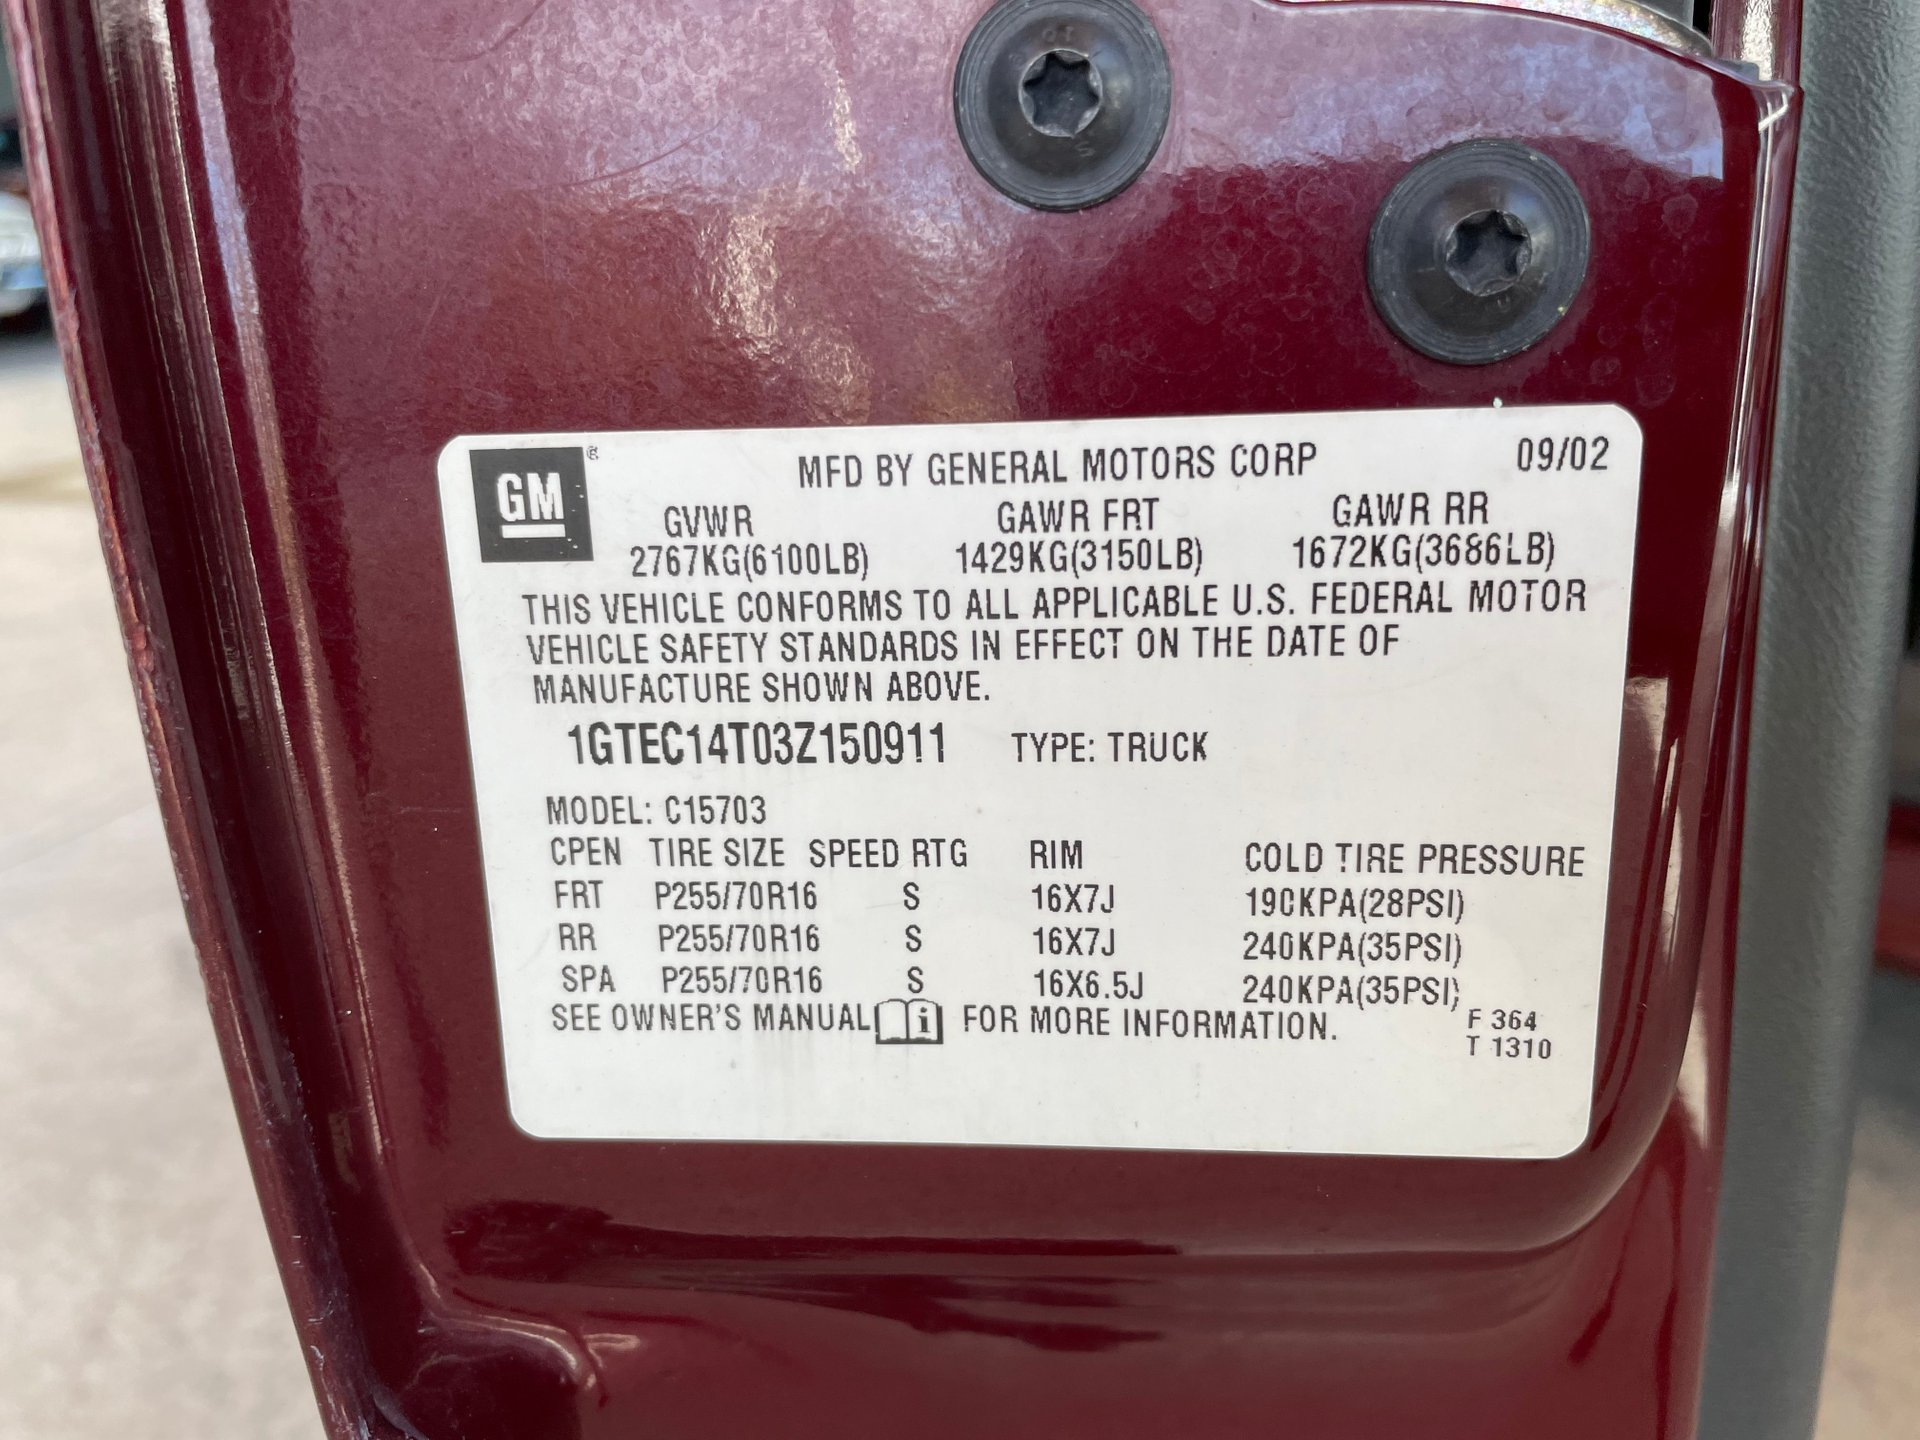 GM ® MFD BY GENERAL MOTORS CORP 09/02
GVWR GAWR FRT GAWR RR
2767KG(6100LB) 1429KG(3150LB) 1672KG(3686LB)
THIS VEHICLE CONFORMS TO ALL APPLICABLE U.S. FEDERAL MOTOR
VEHICLE SAFETY STANDARDS IN EFFECT ON THE DATE OF
MANUFACTURE SHOWN ABOVE.
1GTEC14T03Z150911 TYPE: TRUCK
MODEL: C15703
CPEN TIRE SIZE SPEED RTG RIM COLD TIRE PRESSURE
FRT P255/70R16 S 16X7J 190KPA(28PSI)
RR P255/70R16 S 16X7J 240KPA(35PSI)
SPA P255/70R16 S 16X6.5J 240KPA(35PSI)
SEE OWNER'S MANUAL i FOR MORE INFORMATION.
F 364
T 1310